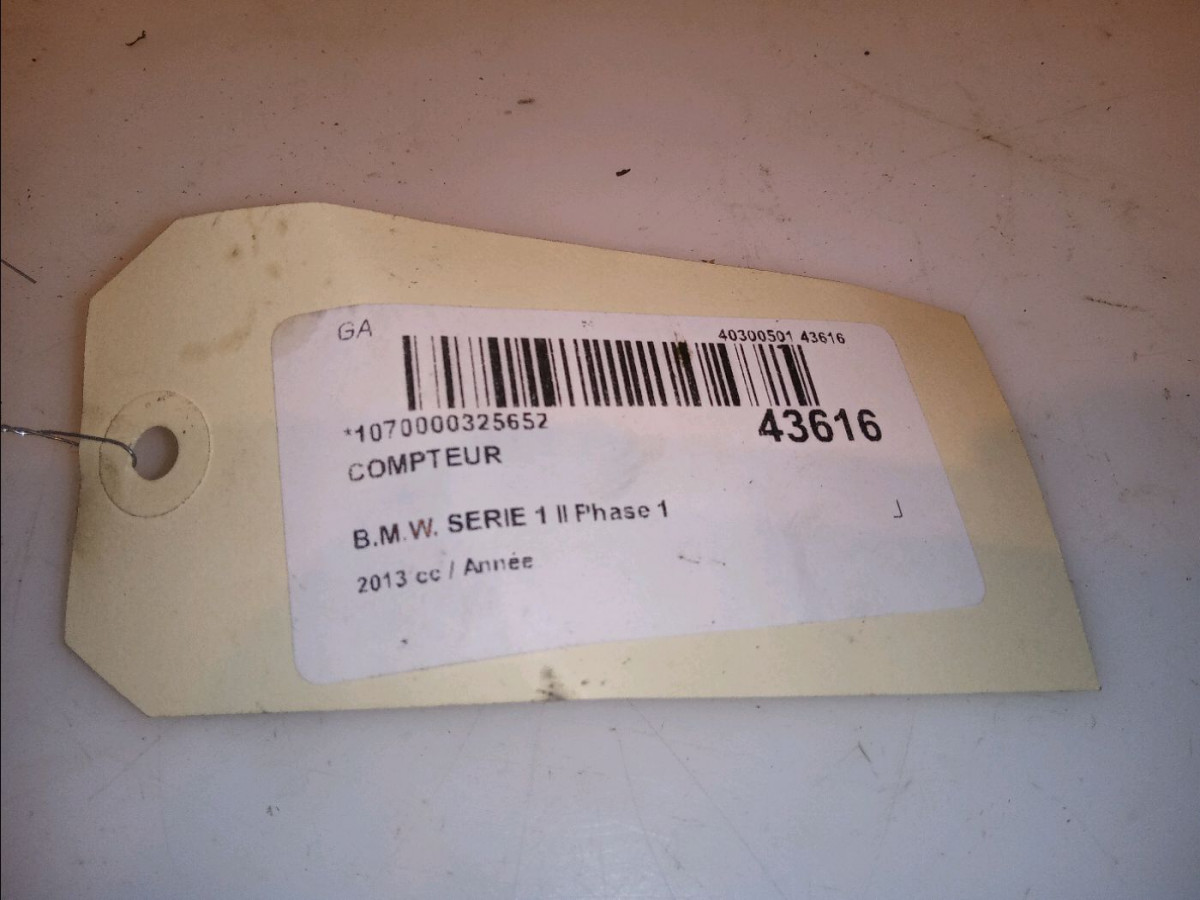 GA
40300501 43616
*1070000325652
43616
COMPTEUR
B.M.W. SERIE 1 II Phase 1
J
2013 cc / Année